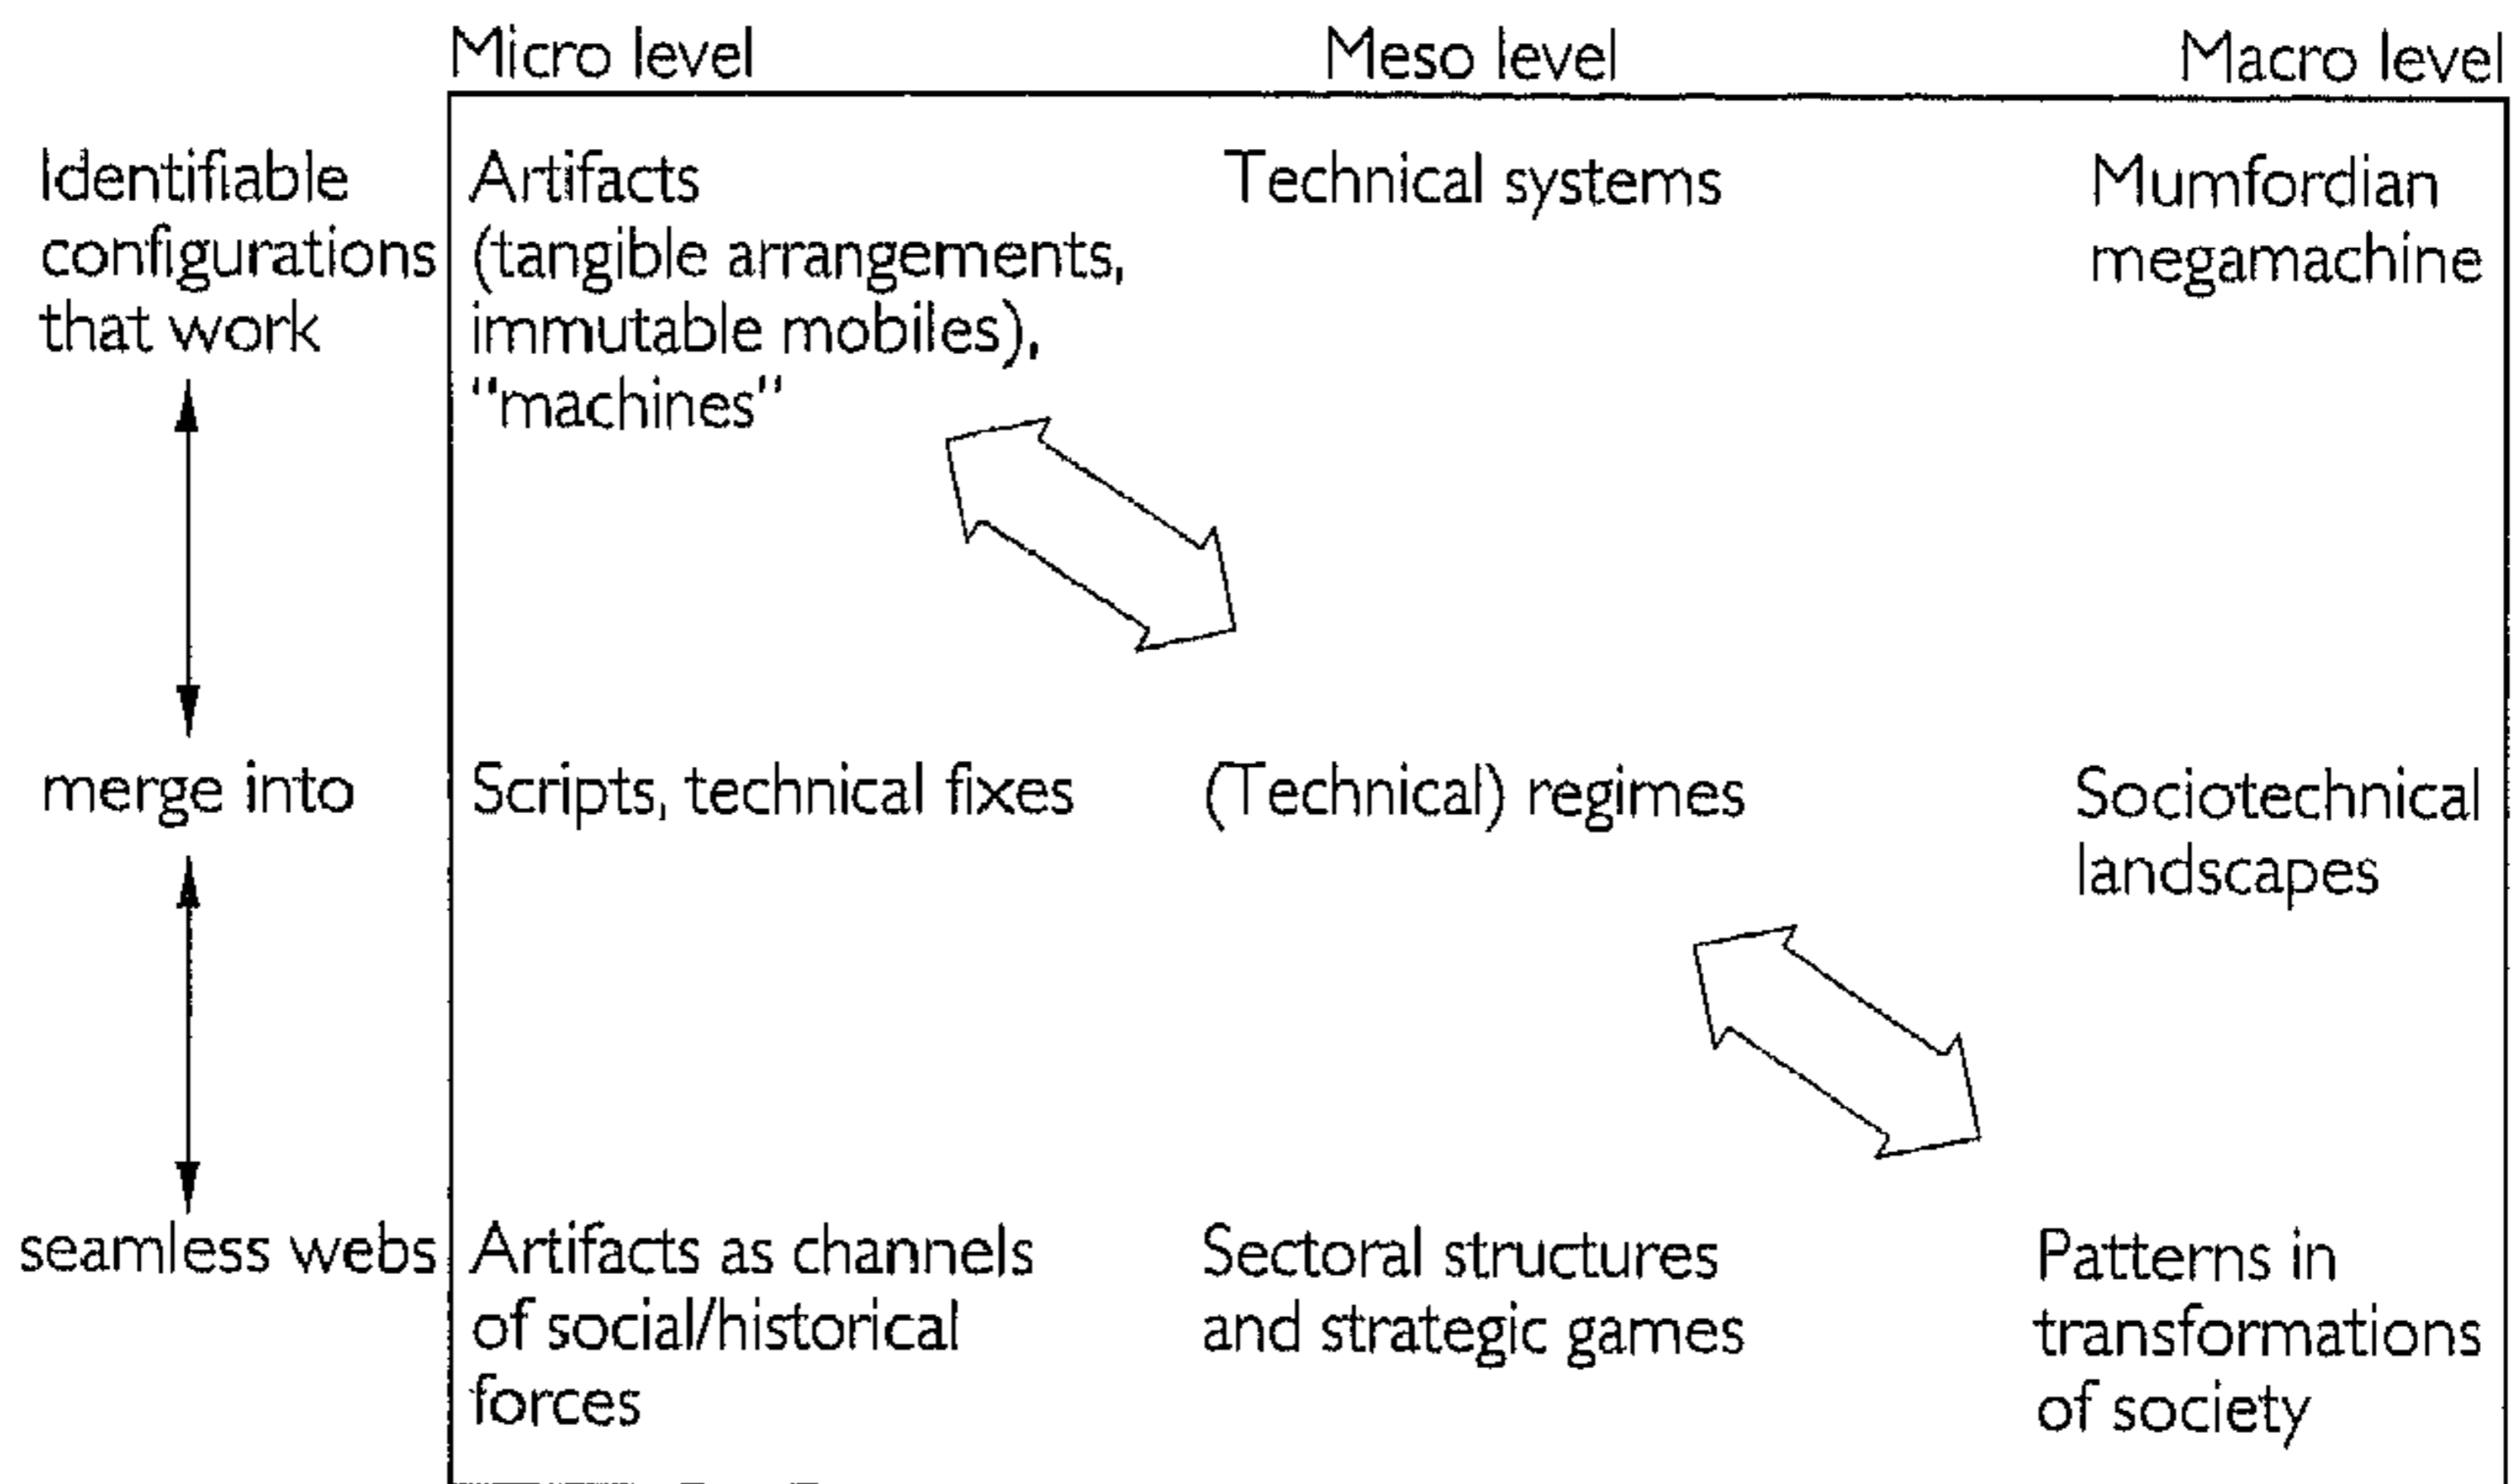 Micro level Meso level Macro level
Identifiable
configurations
that work
Artifacts
(tangible arrangements,
immutable mobiles),
"machines"
Technical systems
Mumfordian
megamachine
merge into
Scripts, technical fixes
(Technical) regimes
Sociotechnical
landscapes
seamless webs
Artifacts as channels
of social/historical
forces
Sectoral structures
and strategic games
Patterns in
transformations
of society